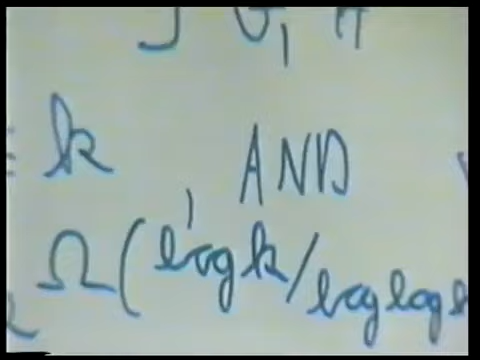 = k, AND
Ω(log k/log log k